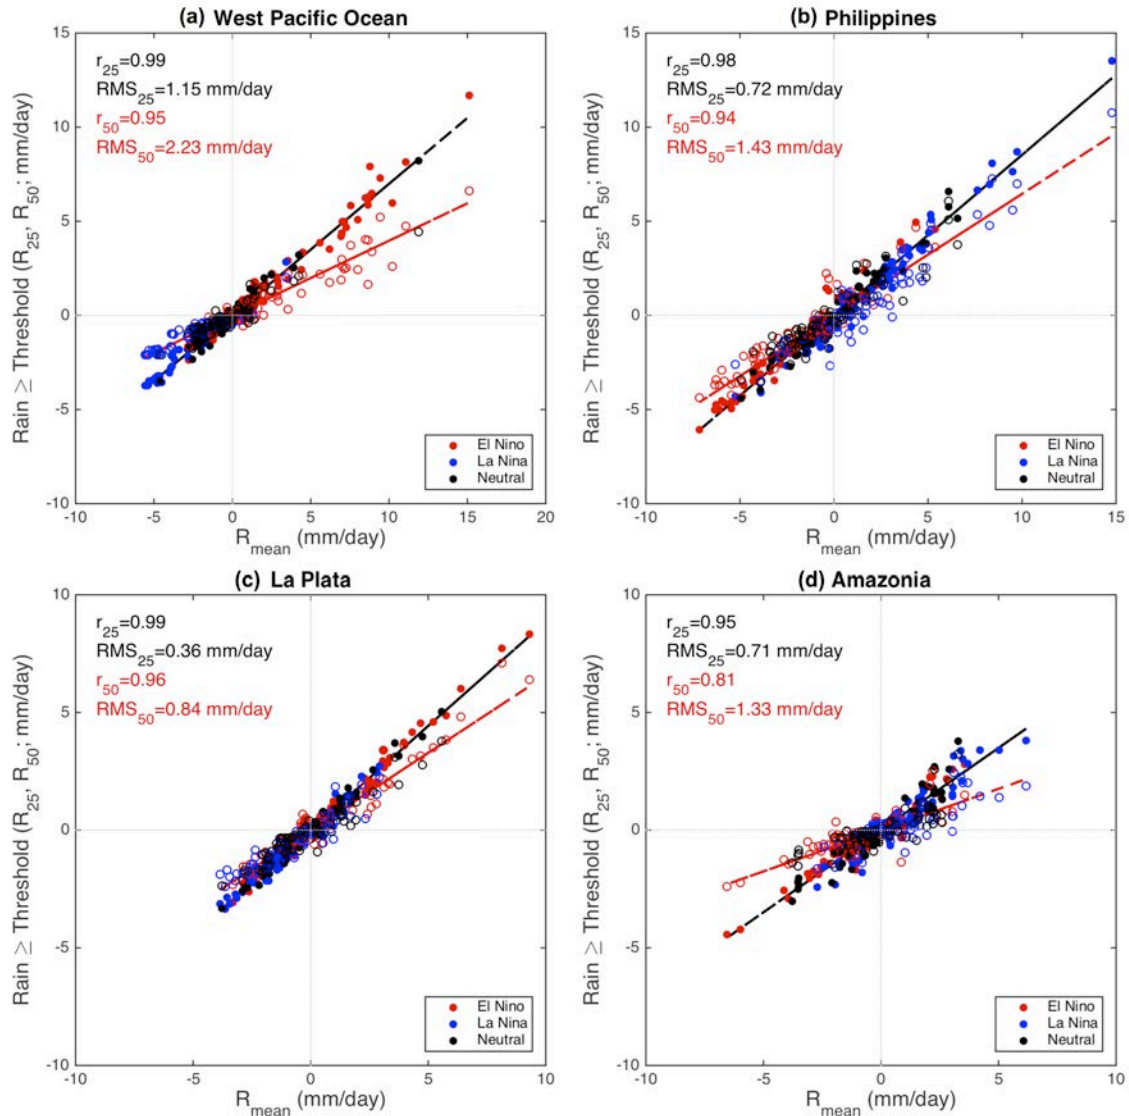 (a) West Pacific Ocean
15
10
5
0
-5
-10
Rain ≥ Threshold (R25, R50; mm/day)
r25=0.99
RMS25=1.15 mm/day
r50=0.95
RMS50=2.23 mm/day
El Nino
La Nina
Neutral
-10 -5 0 5 10 15 20
Rmean (mm/day)
(b) Philippines
15
10
5
0
-5
-10
Rain ≥ Threshold (R25, R50; mm/day)
r25=0.98
RMS25=0.72 mm/day
r50=0.94
RMS50=1.43 mm/day
El Nino
La Nina
Neutral
-10 -5 0 5 10 15
Rmean (mm/day)
(c) La Plata
10
5
0
-5
-10
Rain ≥ Threshold (R25, R50; mm/day)
r25=0.99
RMS25=0.36 mm/day
r50=0.96
RMS50=0.84 mm/day
El Nino
La Nina
Neutral
-10 -5 0 5 10
Rmean (mm/day)
(d) Amazonia
10
5
0
-5
-10
Rain ≥ Threshold (R25, R50; mm/day)
r25=0.95
RMS25=0.71 mm/day
r50=0.81
RMS50=1.33 mm/day
El Nino
La Nina
Neutral
-10 -5 0 5 10
Rmean (mm/day)